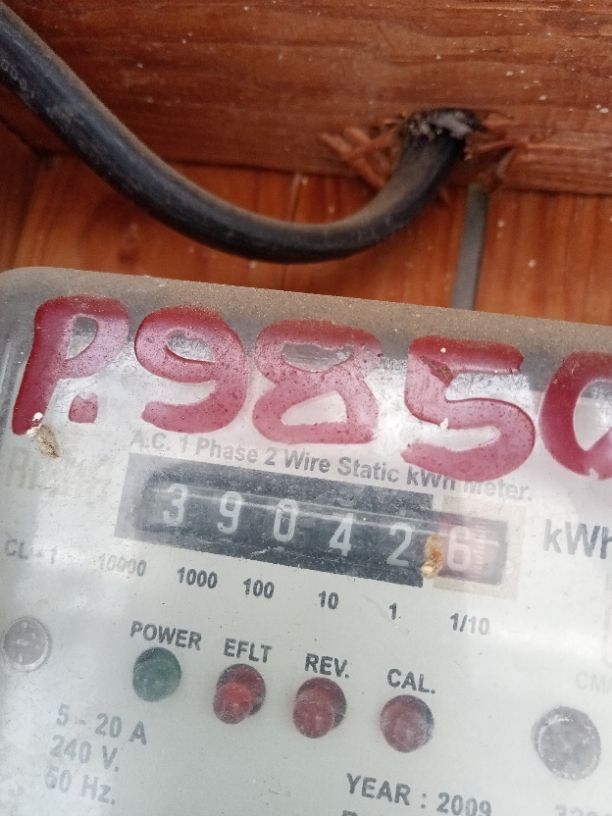 P.985
A.C. 1 Phase 2 Wire Static kWh Meter.
390426 kWh
10000 1000 100 10 1 1/10
POWER EFLT REV. CAL.
5 - 20 A
240 V.
50 Hz.
YEAR : 2009